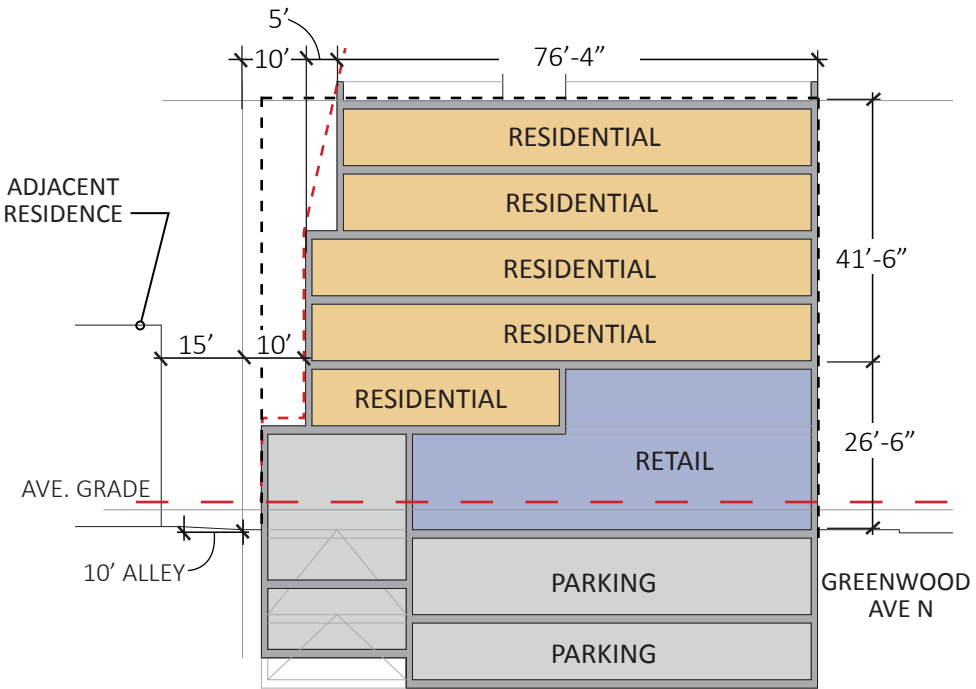 5’
10’
76’-4”
RESIDENTIAL
ADJACENT
RESIDENCE
RESIDENTIAL
41’-6”
RESIDENTIAL
RESIDENTIAL
15’
10’
RESIDENTIAL
26’-6”
RETAIL
AVE. GRADE
10’ ALLEY
PARKING
GREENWOOD
AVE N
PARKING